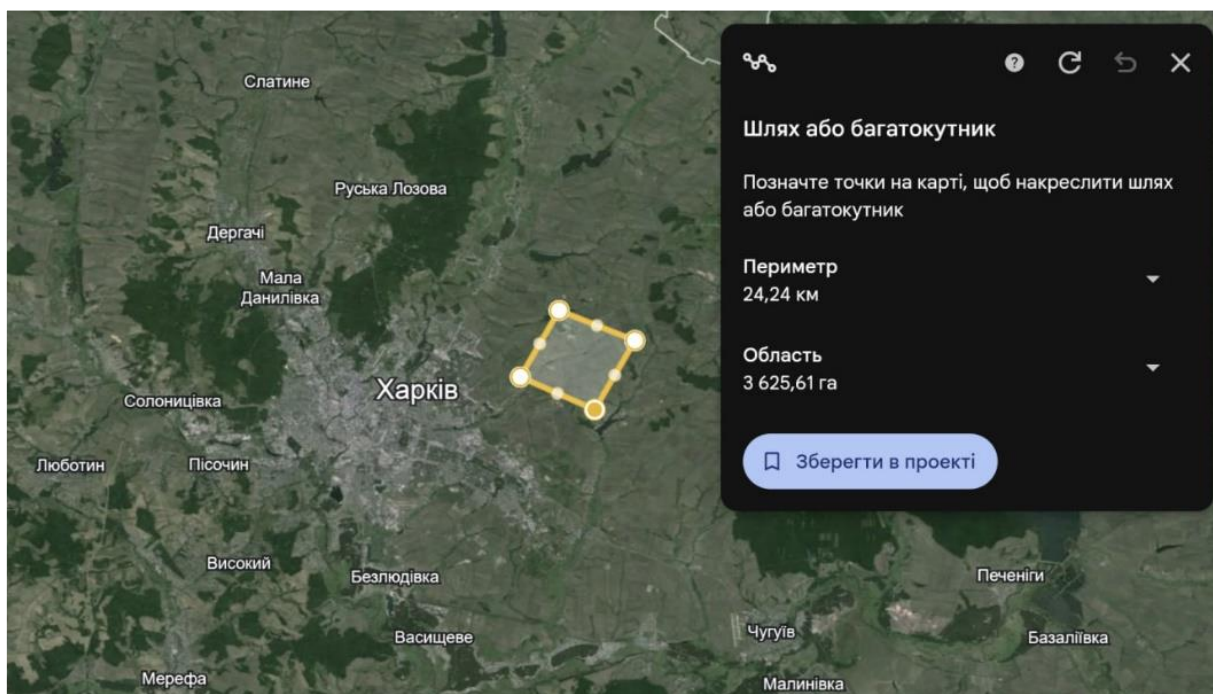 Слатине
Руська Лозова
Дергачі
Мала
Данилівка
Харків
Солоницівка
Люботин
Пісочин
Високий
Безлюдівка
Васищеве
Мерефа
Чугуїв
Печеніги
Базаліївка
Малинівка
?
Шлях або багатокутник
Позначте точки на карті, щоб накреслити шлях
або багатокутник
Периметр
24,24 км
Область
3 625,61 га
Зберегти в проекті